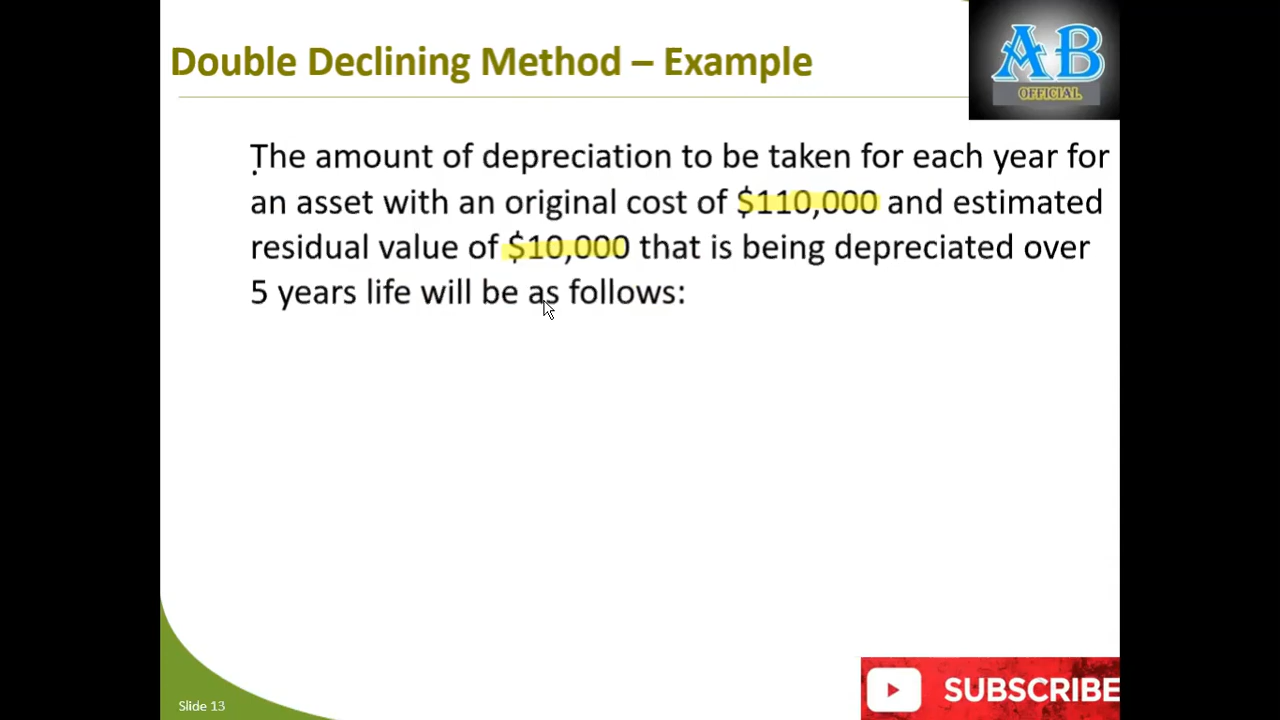 Double Declining Method – Example
AB
OFFICIAL
The amount of depreciation to be taken for each year for
an asset with an original cost of $110,000 and estimated
residual value of $10,000 that is being depreciated over
5 years life will be as follows:
Slide 13
SUBSCRIBE